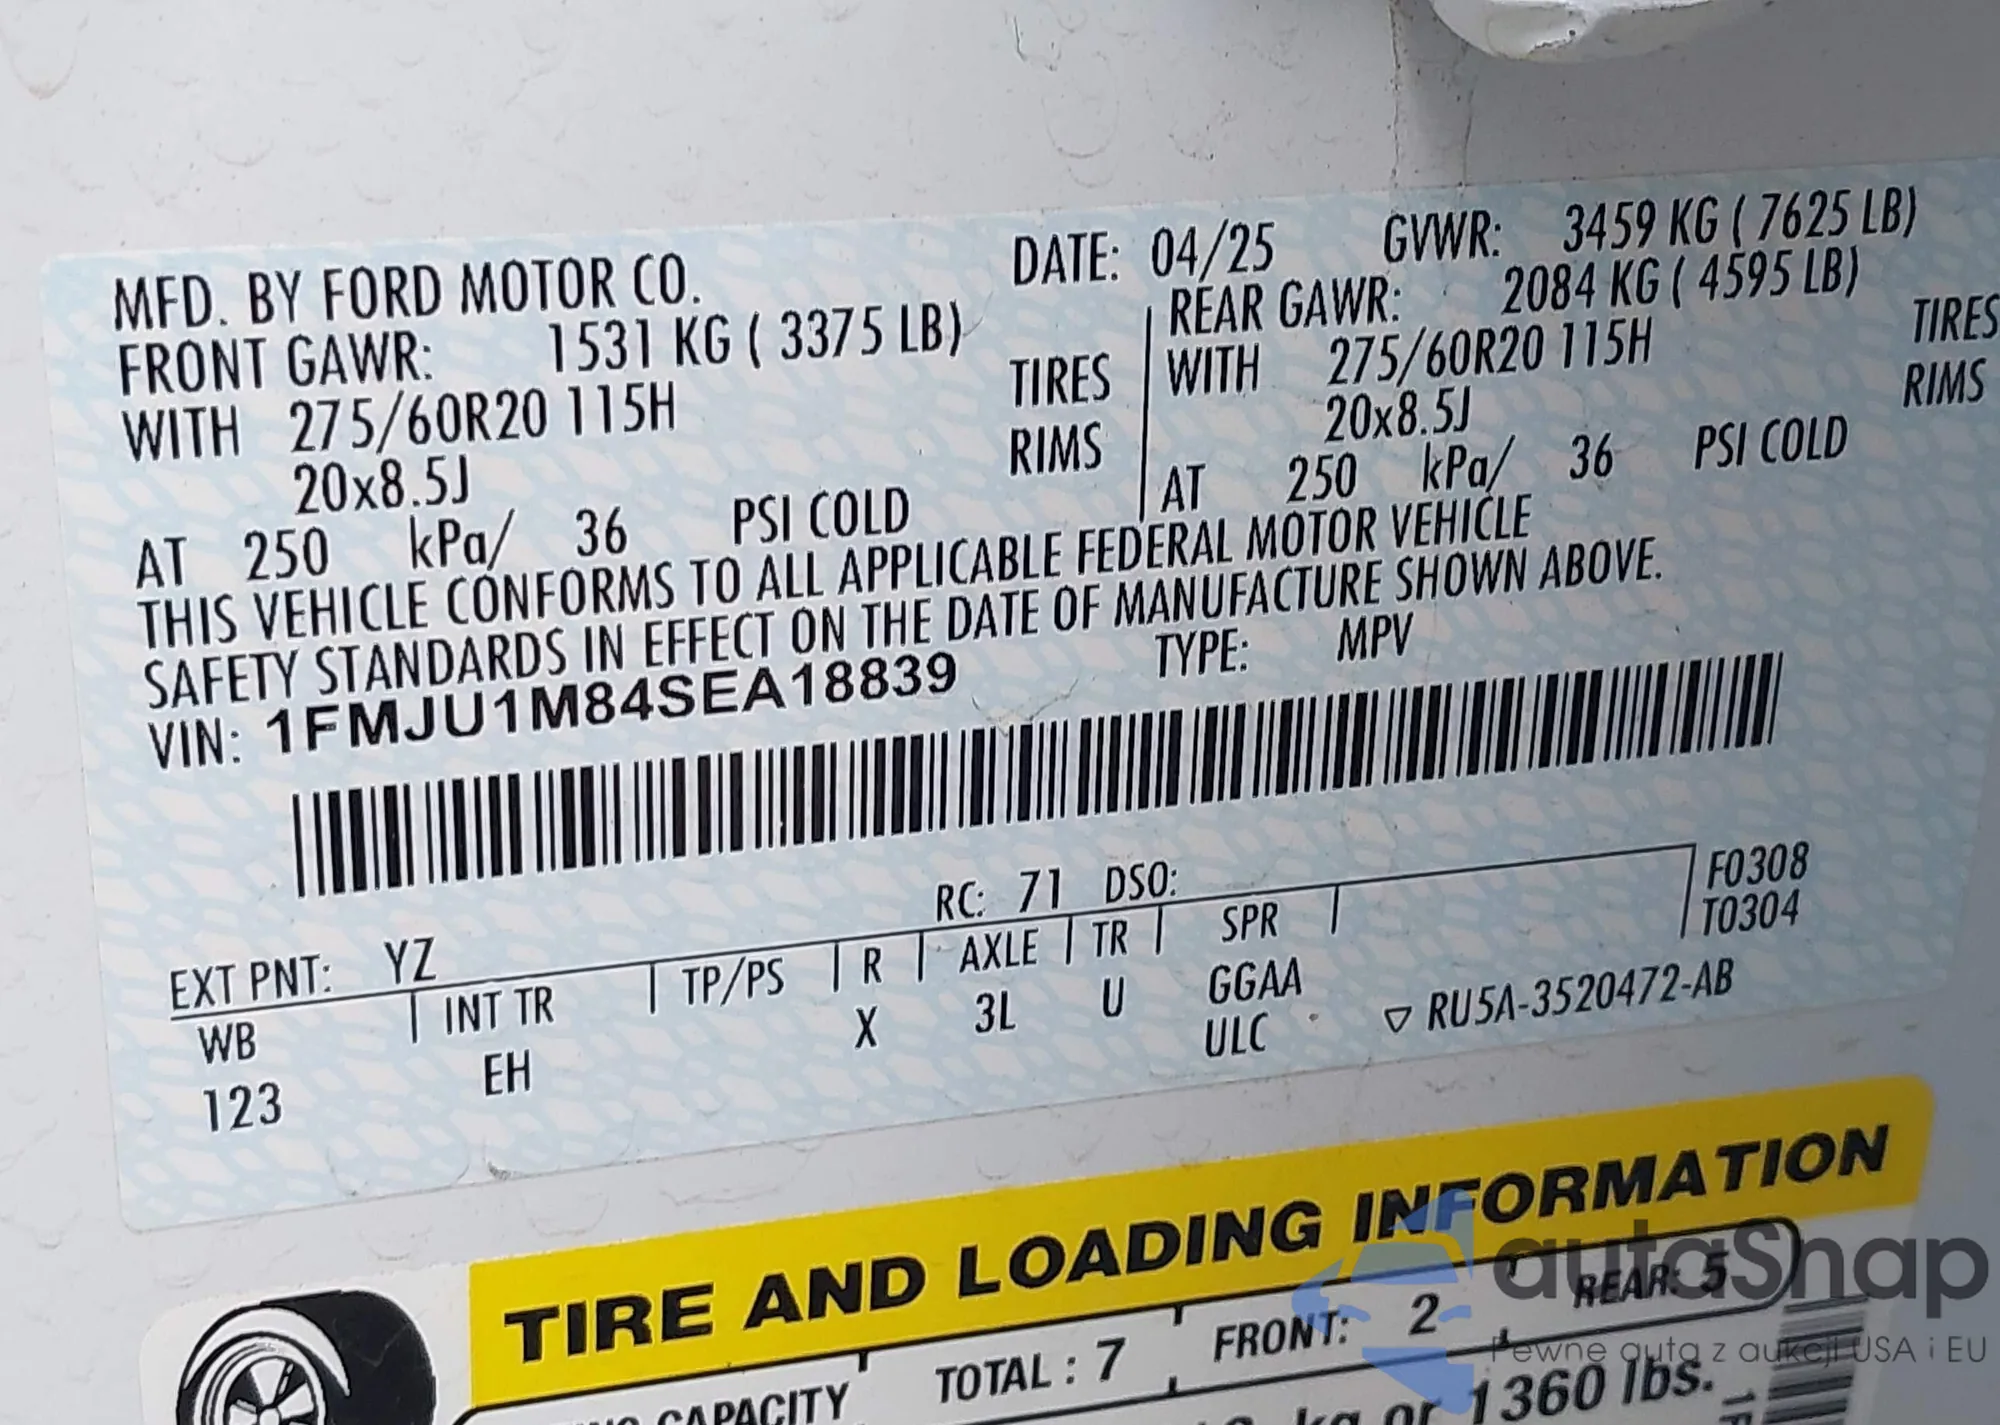 MFD. BY FORD MOTOR CO. DATE: 04/25 GVWR: 3459 KG ( 7625 LB)
FRONT GAWR: 1531 KG ( 3375 LB) REAR GAWR: 2084 KG ( 4595 LB)
WITH 275/60R20 115H TIRES WITH 275/60R20 115H TIRES
20x8.5J RIMS 20x8.5J RIMS
AT 250 kPa/ 36 PSI COLD AT 250 kPa/ 36 PSI COLD
THIS VEHICLE CONFORMS TO ALL APPLICABLE FEDERAL MOTOR VEHICLE
SAFETY STANDARDS IN EFFECT ON THE DATE OF MANUFACTURE SHOWN ABOVE.
VIN: 1FMJU1M84SEA18839 TYPE: MPV
EXT PNT: YZ RC: 71 DSO: F0308
WB INT TR TP/PS R AXLE TR SPR T0304
123 EH X 3L U GGAA
ULC ▽ RU5A-3520472-AB
TIRE AND LOADING INFORMATION
CAPACITY TOTAL : 7 FRONT: 2 REAR: 5
kg or 1360 lbs.
autaSnap
Pewne auta z aukcji USA i EU